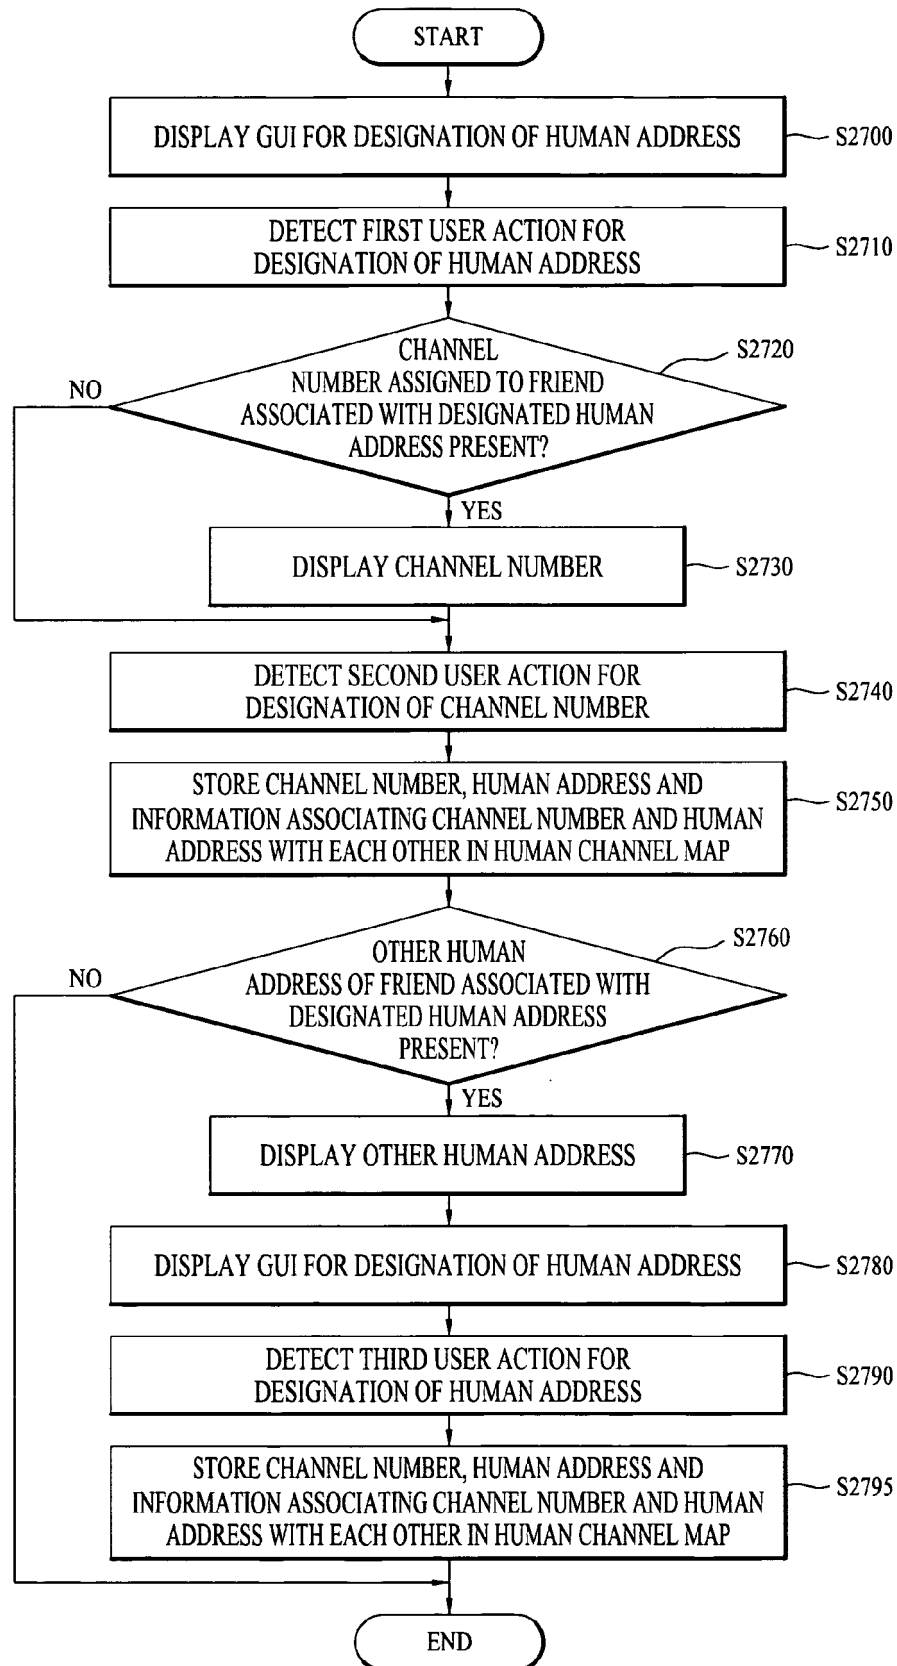 START
DISPLAY GUI FOR DESIGNATION OF HUMAN ADDRESS
S2700
DETECT FIRST USER ACTION FOR
DESIGNATION OF HUMAN ADDRESS
S2710
CHANNEL
NUMBER ASSIGNED TO FRIEND
ASSOCIATED WITH DESIGNATED HUMAN
ADDRESS PRESENT?
S2720
NO
YES
DISPLAY CHANNEL NUMBER
S2730
DETECT SECOND USER ACTION FOR
DESIGNATION OF CHANNEL NUMBER
S2740
STORE CHANNEL NUMBER, HUMAN ADDRESS AND
INFORMATION ASSOCIATING CHANNEL NUMBER AND HUMAN
ADDRESS WITH EACH OTHER IN HUMAN CHANNEL MAP
S2750
OTHER HUMAN
ADDRESS OF FRIEND ASSOCIATED WITH
DESIGNATED HUMAN ADDRESS
PRESENT?
S2760
NO
YES
DISPLAY OTHER HUMAN ADDRESS
S2770
DISPLAY GUI FOR DESIGNATION OF HUMAN ADDRESS
S2780
DETECT THIRD USER ACTION FOR
DESIGNATION OF HUMAN ADDRESS
S2790
STORE CHANNEL NUMBER, HUMAN ADDRESS AND
INFORMATION ASSOCIATING CHANNEL NUMBER AND HUMAN
ADDRESS WITH EACH OTHER IN HUMAN CHANNEL MAP
S2795
END